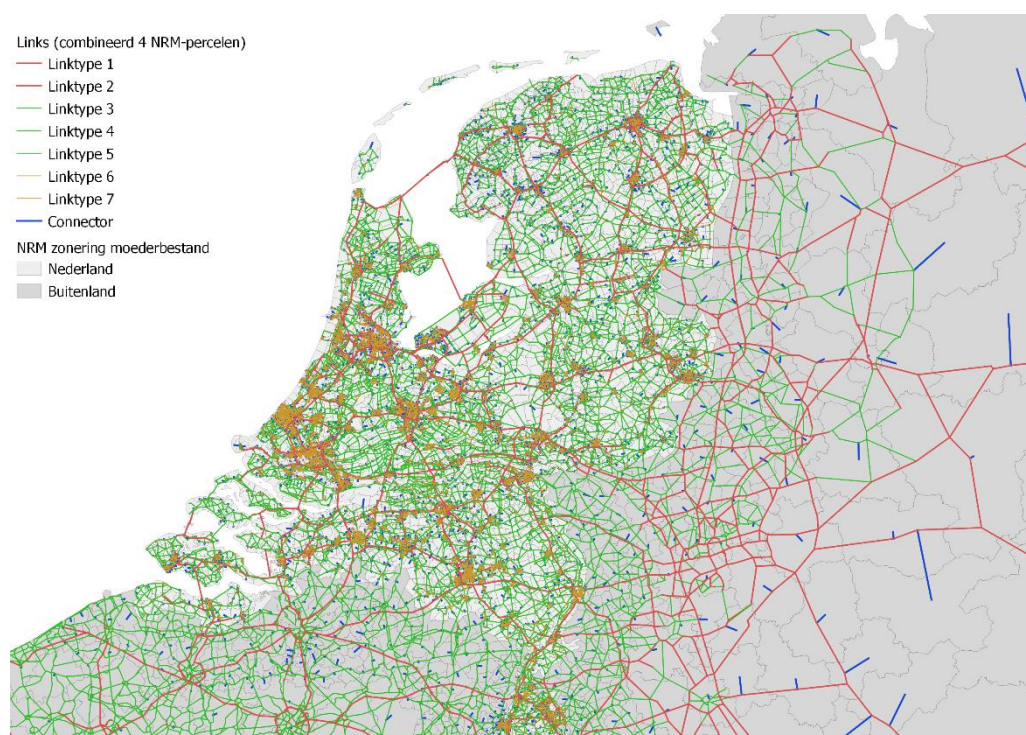 Links (combineerd 4 NRM-percelen)
Linktype 1
Linktype 2
Linktype 3
Linktype 4
Linktype 5
Linktype 6
Linktype 7
Connector
NRM zonering moederbestand
Nederland
Buitenland